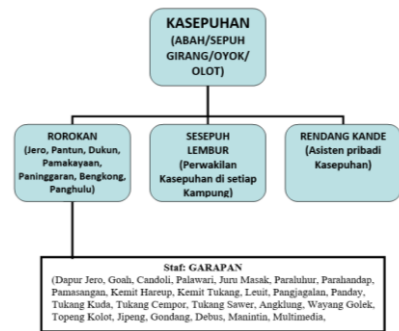 KASEPUHAN
(ABAH/SEPUH
GIRANG/OYOK/
OLOT)
ROROKAN
(Jero, Pantun, Dukun,
Pamakayaan,
Paninggaran, Bengkong,
Panghulu)
SESEPUH
LEMBUR
(Perwakilan
Kasepuhan di setiap
Kampung)
RENDANG KANDE
(Asisten pribadi
Kasepuhan)
Staf: GARAPAN
(Dapur Jero, Goah, Candoli, Palawari, Juru Masak, Paraluhur, Parahandap,
Pamasangan, Kemit Hareup, Kemit Tukang, Leuit, Pangjagalan, Panday,
Tukang Kuda, Tukang Cempor, Tukang Sawer, Angklung, Wayang Golek,
Topeng Kolot, Jipeng, Gondang, Debus, Manintin, Multimedia,